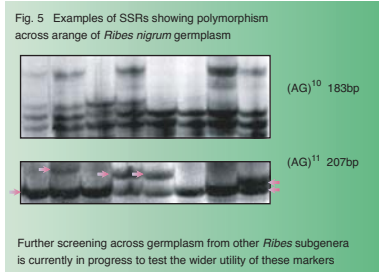 Fig. 5 Examples of SSRs showing polymorphism
across arange of Ribes nigrum germplasm
(AG)10 183bp
(AG)11 207bp
Further screening across germplasm from other Ribes subgenera
is currently in progress to test the wider utility of these markers